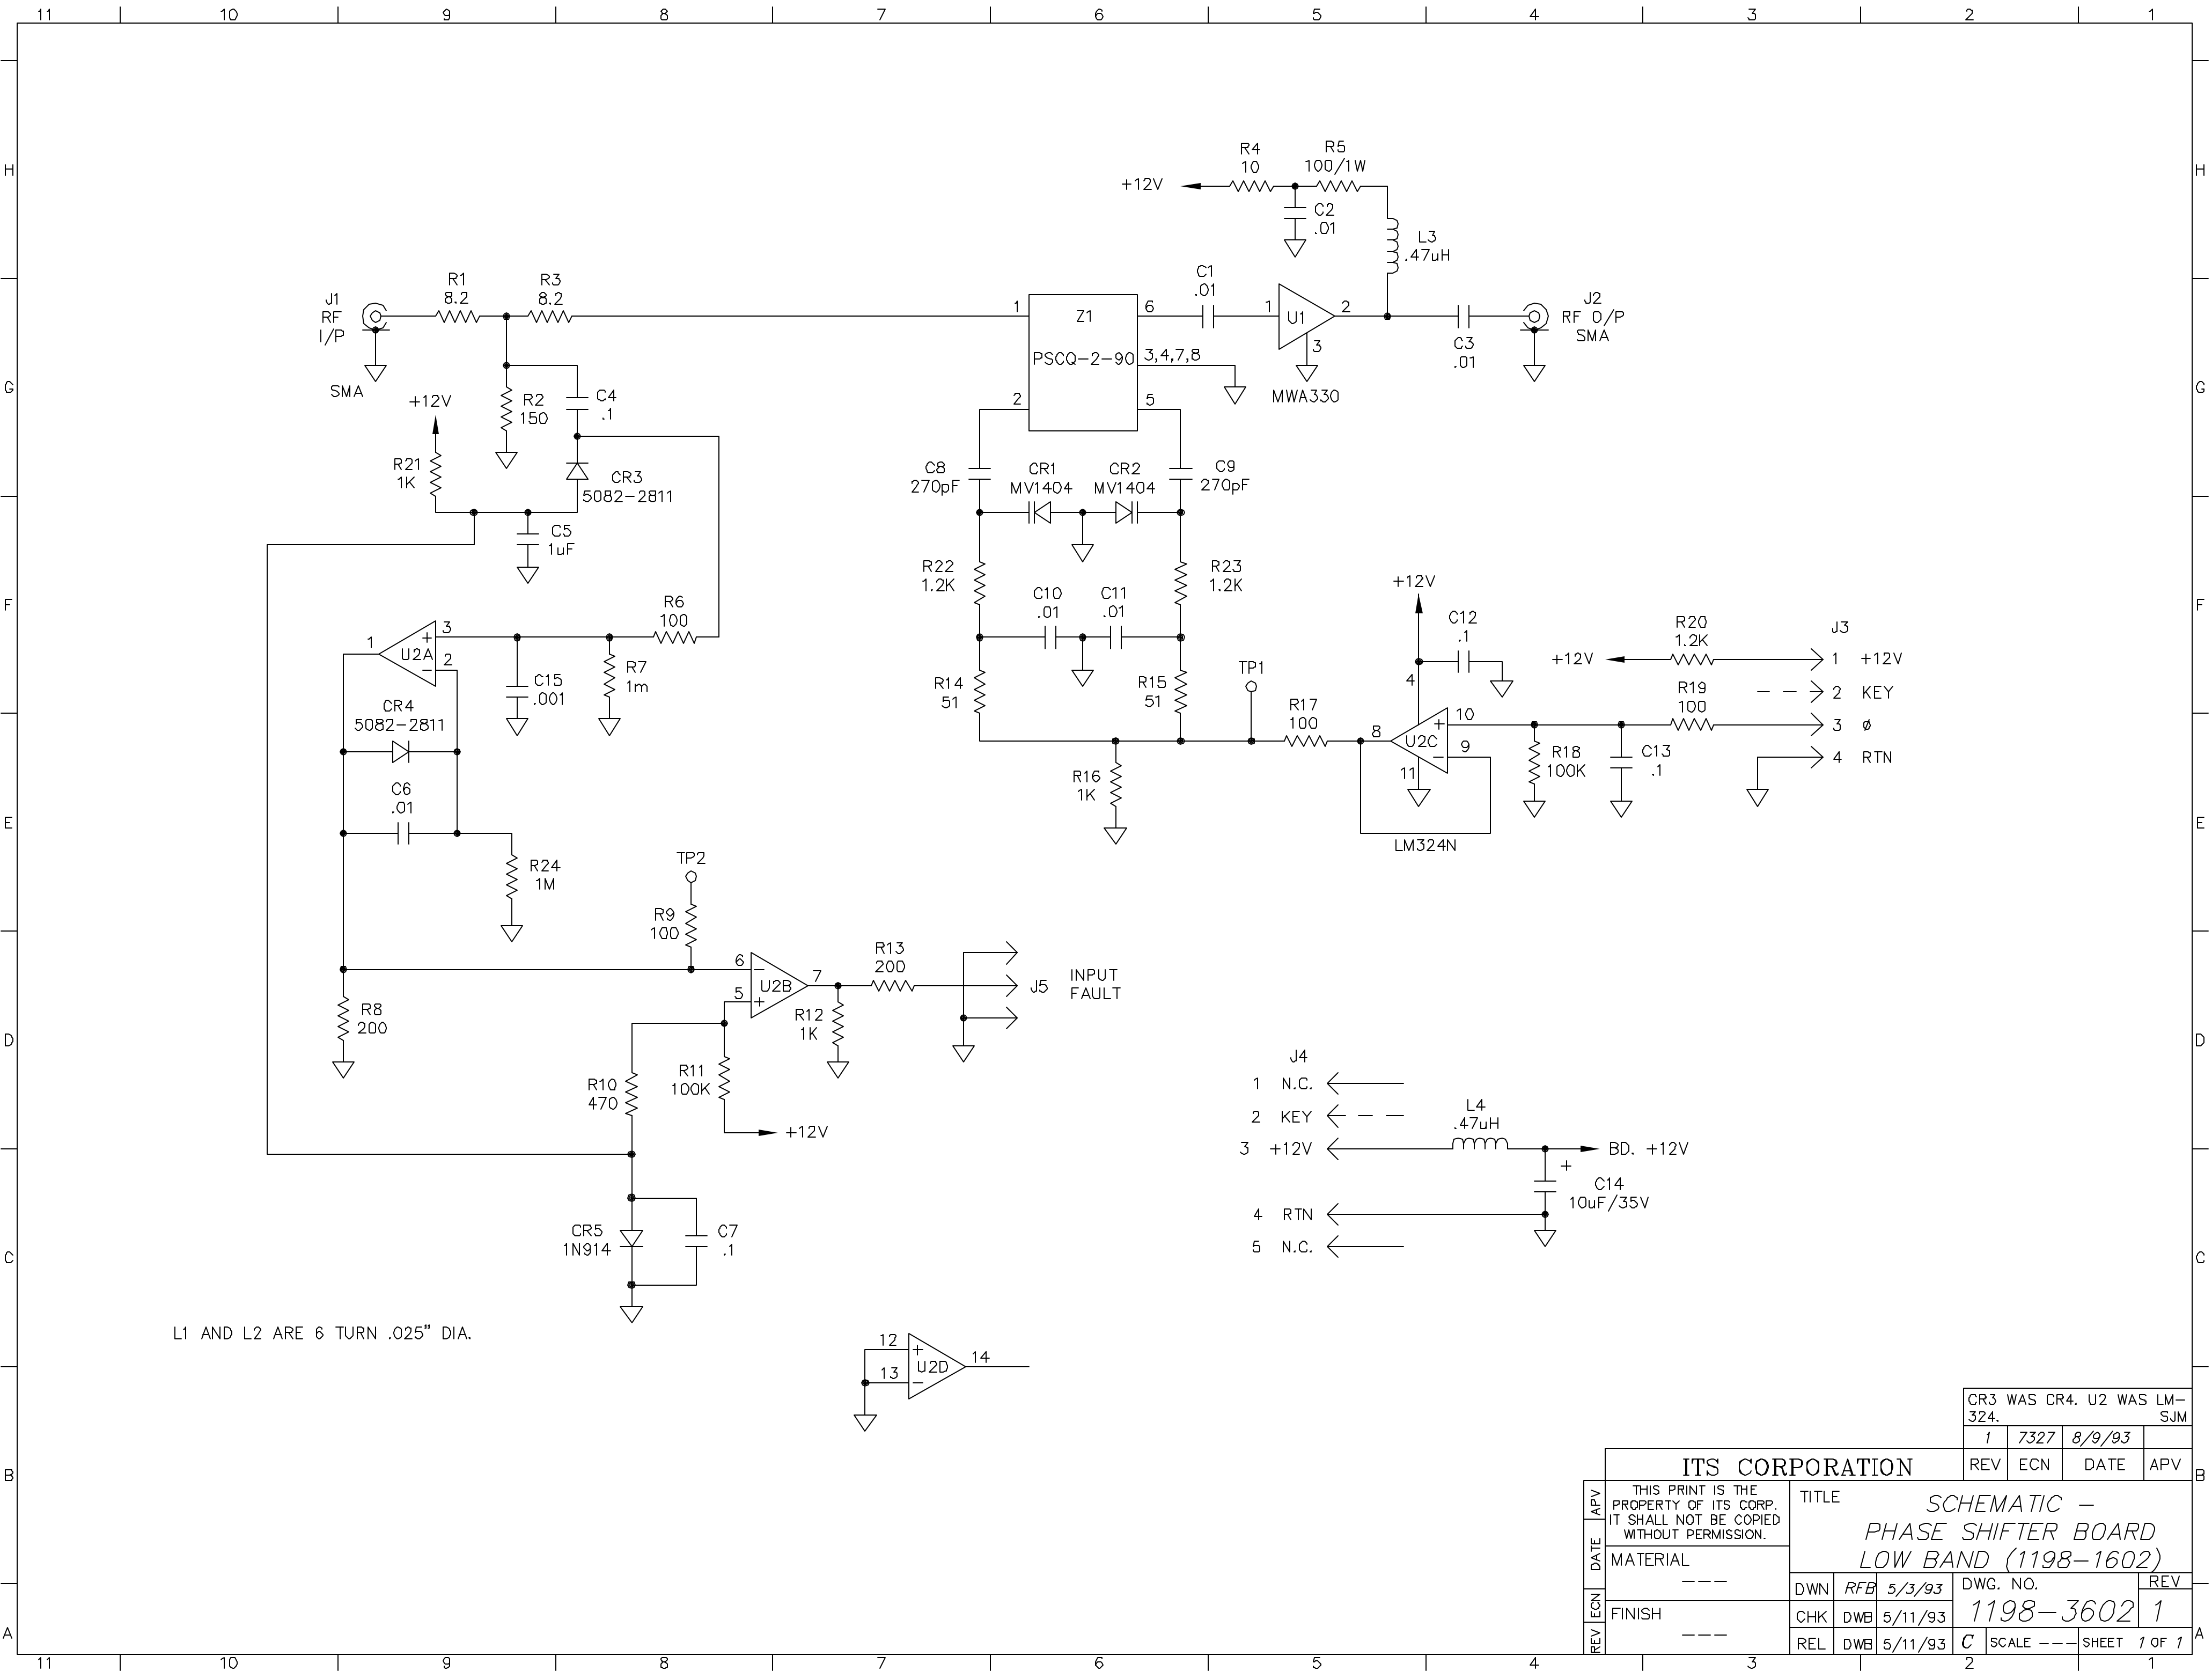 11 10 9 8 7 6 5 4 3 2 1
H H
G G
F F
E E
D D
C C
B B
A A
R4
10
R5
100/1W
+12V
C2
.01
L3
.47uH
J1
RF
I/P
SMA
R1
8.2
R3
8.2
R2
150
C4
.1
+12V
R21
1K
CR3
5082-2811
C5
1uF
1
Z1
6
PSCQ-2-90
3,4,7,8
2
5
C1
.01
1
U1
2
3
MWA330
C3
.01
J2
RF O/P
SMA
C8
270pF
CR1
MV1404
CR2
MV1404
C9
270pF
R22
1.2K
R23
1.2K
C10
.01
C11
.01
R14
51
R15
51
TP1
R16
1K
R17
100
+12V
C12
.1
4
8
U2C
+
10
-
9
11
LM324N
R18
100K
C13
.1
R20
1.2K
+12V
R19
100
J3
1 +12V
2 KEY
3 ø
4 RTN
R6
100
R7
1m
C15
.001
1
U2A
+
3
-
2
CR4
5082-2811
C6
.01
R24
1M
R8
200
TP2
R9
100
6
-
U2B
7
5
+
R13
200
R12
1K
J5
INPUT
FAULT
R10
470
R11
100K
+12V
CR5
1N914
C7
.1
J4
1 N.C.
2 KEY
3 +12V
4 RTN
5 N.C.
L4
.47uH
BD. +12V
+
C14
10uF/35V
L1 AND L2 ARE 6 TURN .025" DIA.
12
+
U2D
14
13
-
CR3 WAS CR4. U2 WAS LM-
324. SJM
1 7327 8/9/93
REV ECN DATE APV
ITS CORPORATION
THIS PRINT IS THE
PROPERTY OF ITS CORP.
IT SHALL NOT BE COPIED
WITHOUT PERMISSION.
MATERIAL
---
FINISH
---
REV ECN DATE APV
TITLE
SCHEMATIC -
PHASE SHIFTER BOARD
LOW BAND (1198-1602)
DWN RFB 5/3/93
CHK DWB 5/11/93
REL DWB 5/11/93
DWG. NO.
1198-3602
REV
1
C SCALE --- SHEET 1 OF 1
11 10 9 8 7 6 5 4 3 2 1